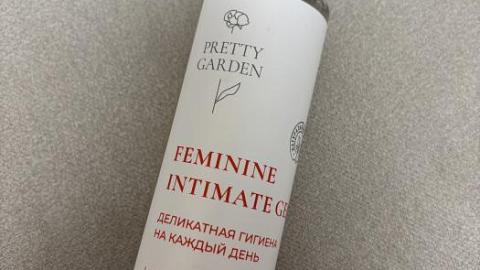 PRETTY
GARDEN
FEMININE
INTIMATE GE
ДЕЛИКАТНАЯ ГИГИЕНА
НА КАЖДЫЙ ДЕНЬ